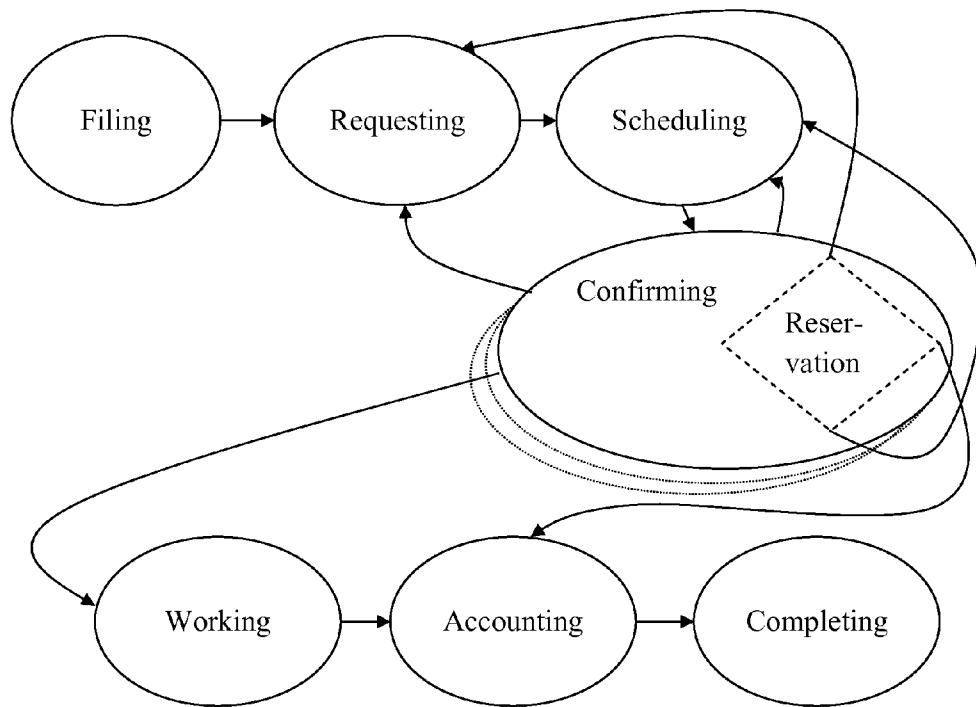 Filing
Requesting
Scheduling
Confirming
Reser-
vation
Working
Accounting
Completing